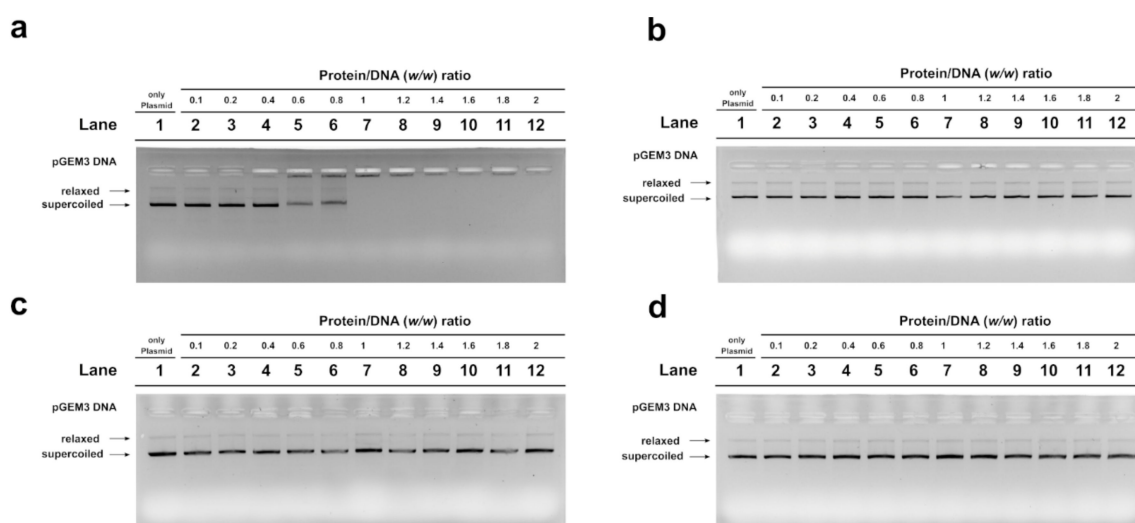 a
Protein/DNA (w/w) ratio
only
Plasmid
0.1 0.2 0.4 0.6 0.8 1 1.2 1.4 1.6 1.8 2
Lane 1 2 3 4 5 6 7 8 9 10 11 12
pGEM3 DNA
relaxed
supercoiled
b
Protein/DNA (w/w) ratio
only
Plasmid
0.1 0.2 0.4 0.6 0.8 1 1.2 1.4 1.6 1.8 2
Lane 1 2 3 4 5 6 7 8 9 10 11 12
pGEM3 DNA
relaxed
supercoiled
c
Protein/DNA (w/w) ratio
only
Plasmid
0.1 0.2 0.4 0.6 0.8 1 1.2 1.4 1.6 1.8 2
Lane 1 2 3 4 5 6 7 8 9 10 11 12
pGEM3 DNA
relaxed
supercoiled
d
Protein/DNA (w/w) ratio
only
Plasmid
0.1 0.2 0.4 0.6 0.8 1 1.2 1.4 1.6 1.8 2
Lane 1 2 3 4 5 6 7 8 9 10 11 12
pGEM3 DNA
relaxed
supercoiled